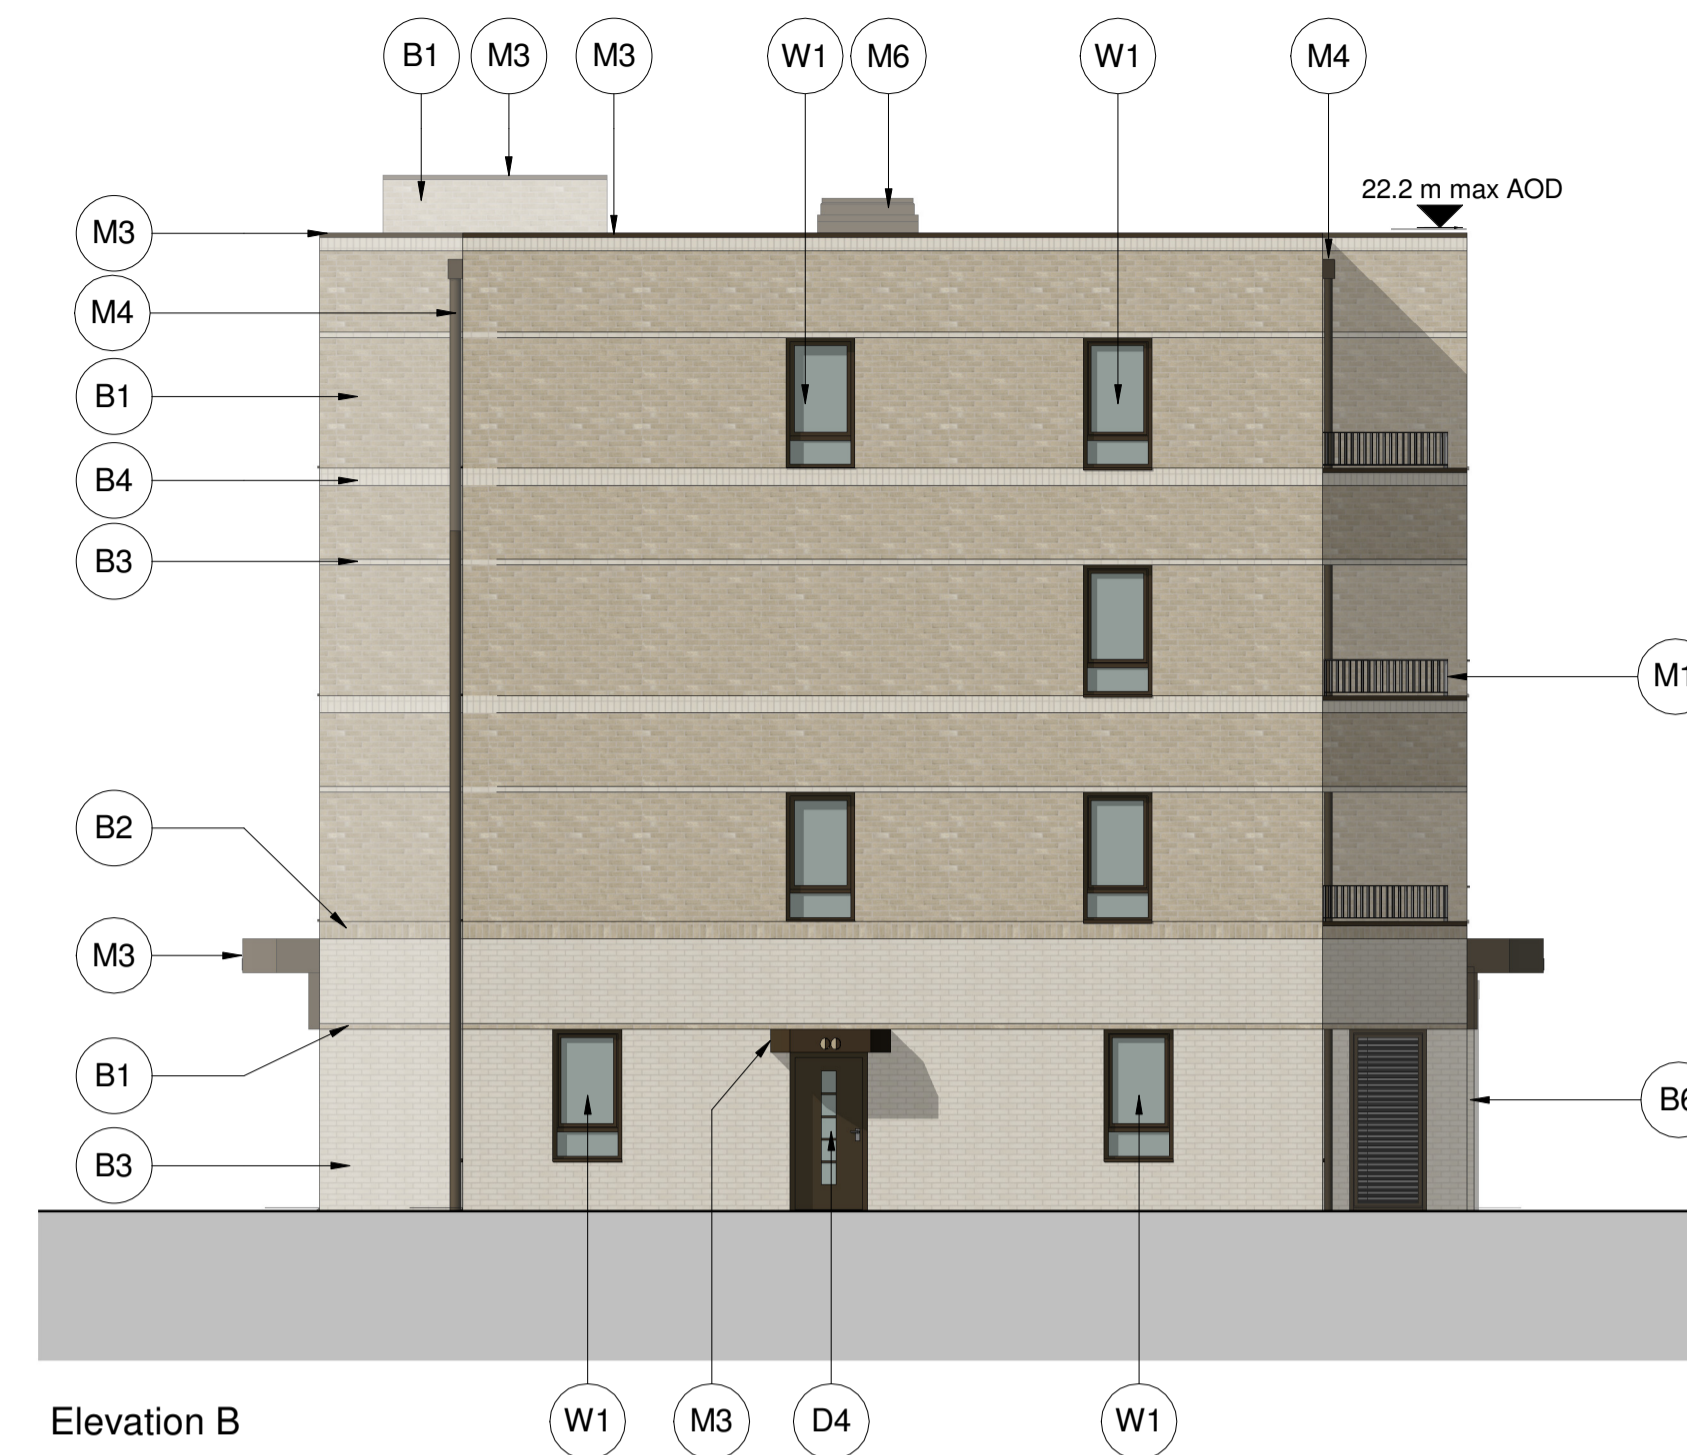 B1 M3 M3 W1 M6 W1 M4
22.2 m max AOD
M3
M4
B1
B4
B3
M1
B2
M3
B1
B6
B3
W1 M3 D4 W1
Elevation B